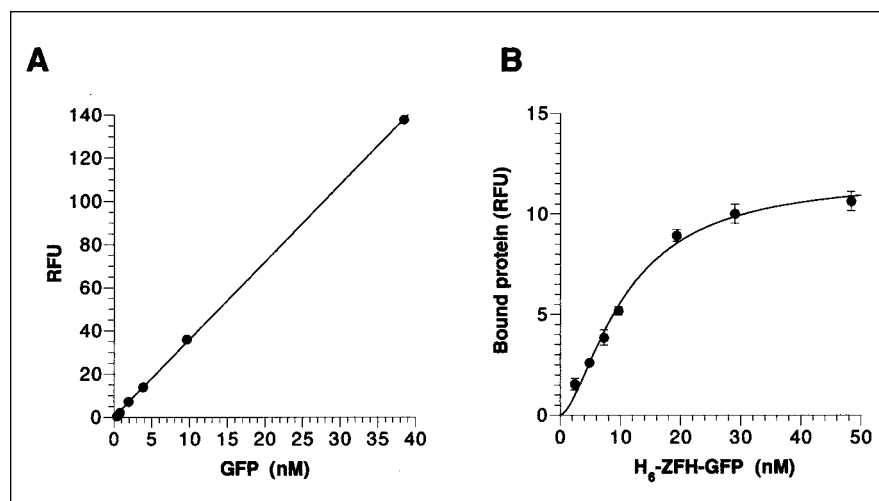 A
RFU
140
120
100
80
60
40
20
0
0 5 10 15 20 25 30 35 40
GFP (nM)
B
Bound protein (RFU)
15
10
5
0
0 10 20 30 40 50
H₆-ZFH-GFP (nM)